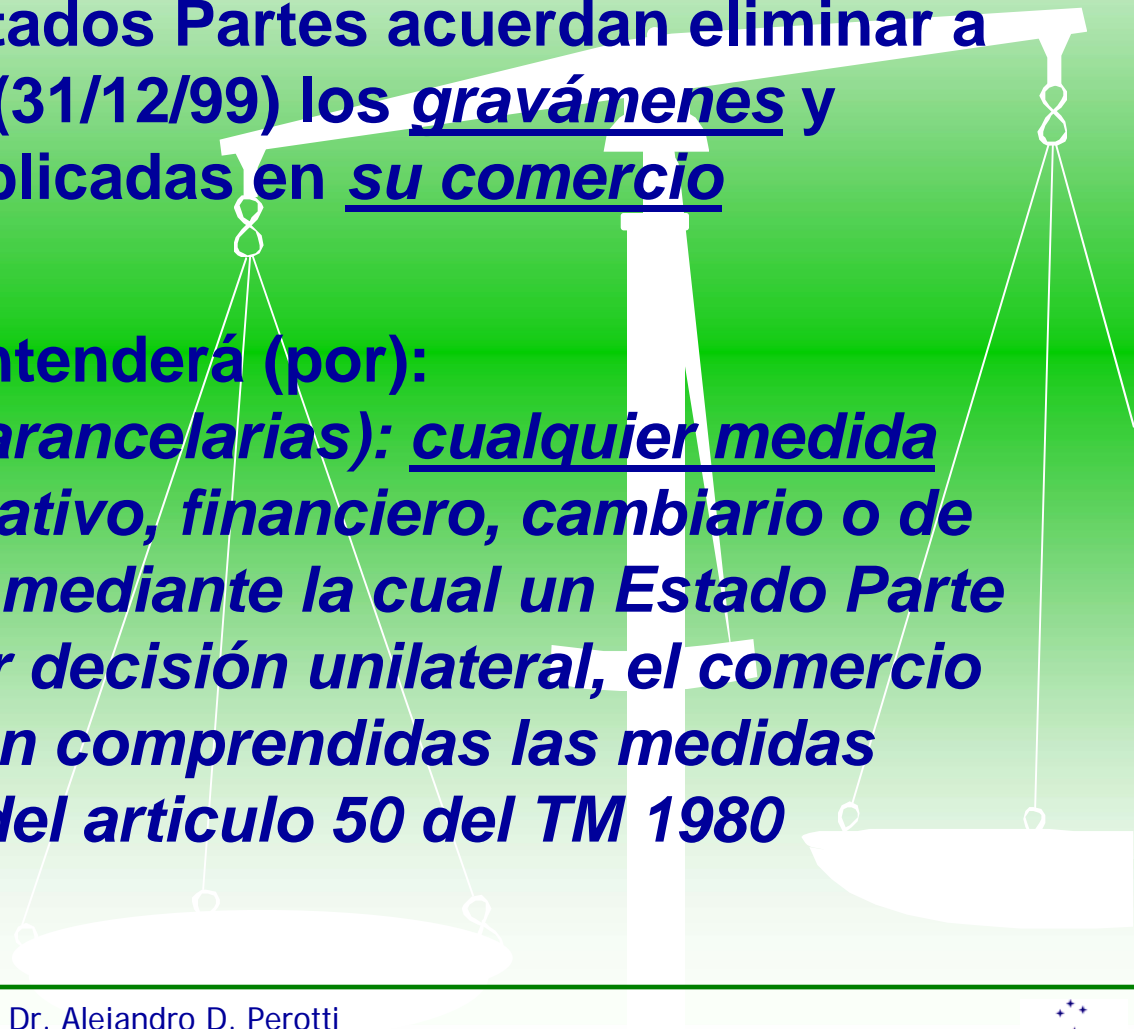 tados Partes acuerdan eliminar a
(31/12/99) los gravámenes y
plicadas en su comercio
ntenderá (por):
arancelarias): cualquier medida
ativo, financiero, cambiario o de
mediante la cual un Estado Parte
r decisión unilateral, el comercio
n comprendidas las medidas
del articulo 50 del TM 1980
Dr. Alejandro D. Perotti